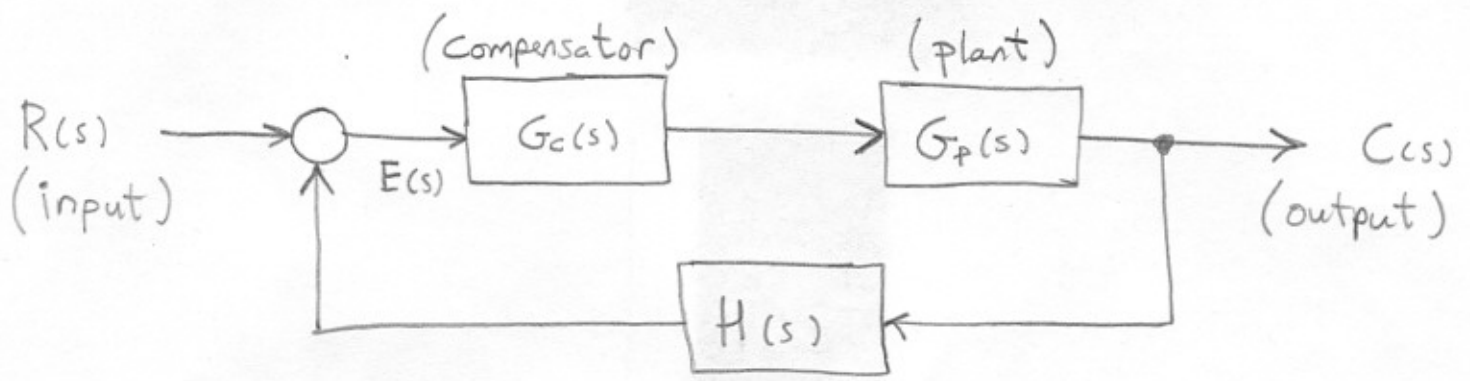 (compensator)
(plant)
R(s)
(input)
E(s)
Gc(s)
Gp(s)
C(s)
(output)
H(s)